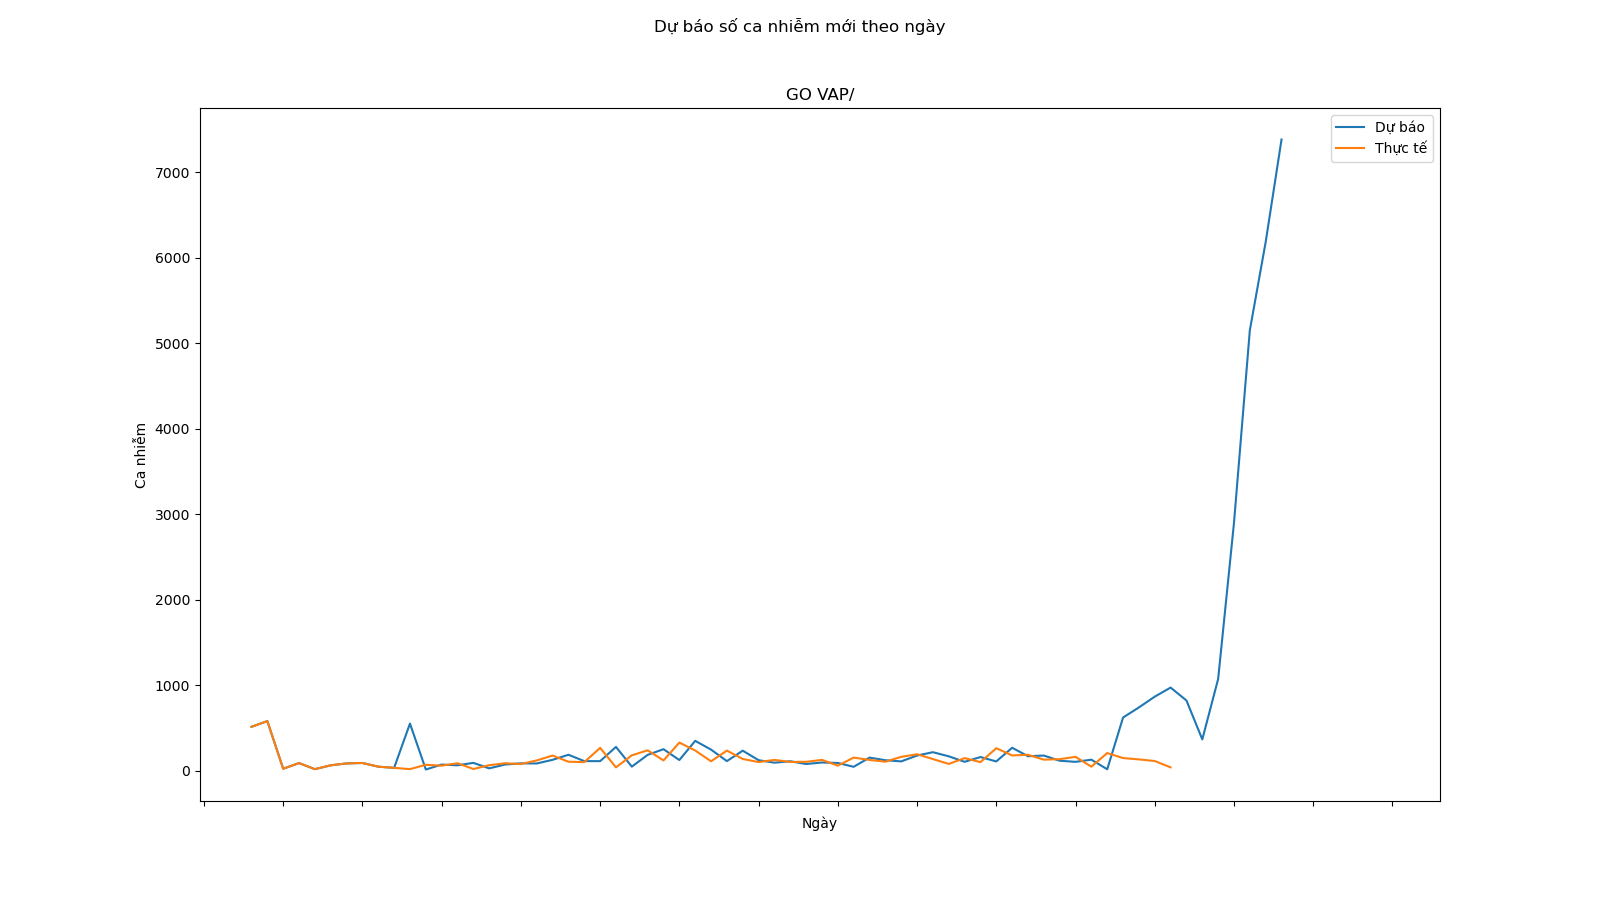 Dự báo số ca nhiễm mới theo ngày
GO VAP/
Dự báo
Thực tế
7000
6000
5000
4000
3000
2000
1000
0
Ca nhiễm
Ngày